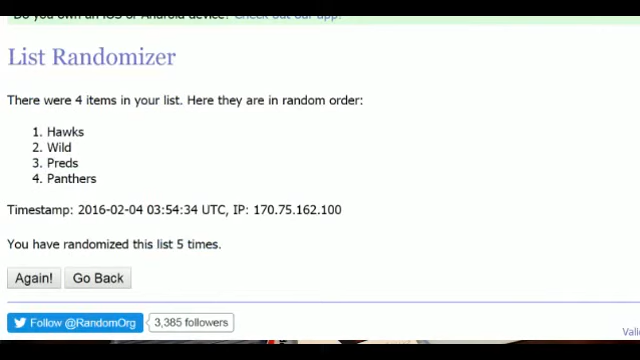 Do you own an iOS or Android device? Check out our app!
List Randomizer
There were 4 items in your list. Here they are in random order:
1. Hawks
2. Wild
3. Preds
4. Panthers
Timestamp: 2016-02-04 03:54:34 UTC, IP: 170.75.162.100
You have randomized this list 5 times.
Again! Go Back
Follow @RandomOrg 3,385 followers